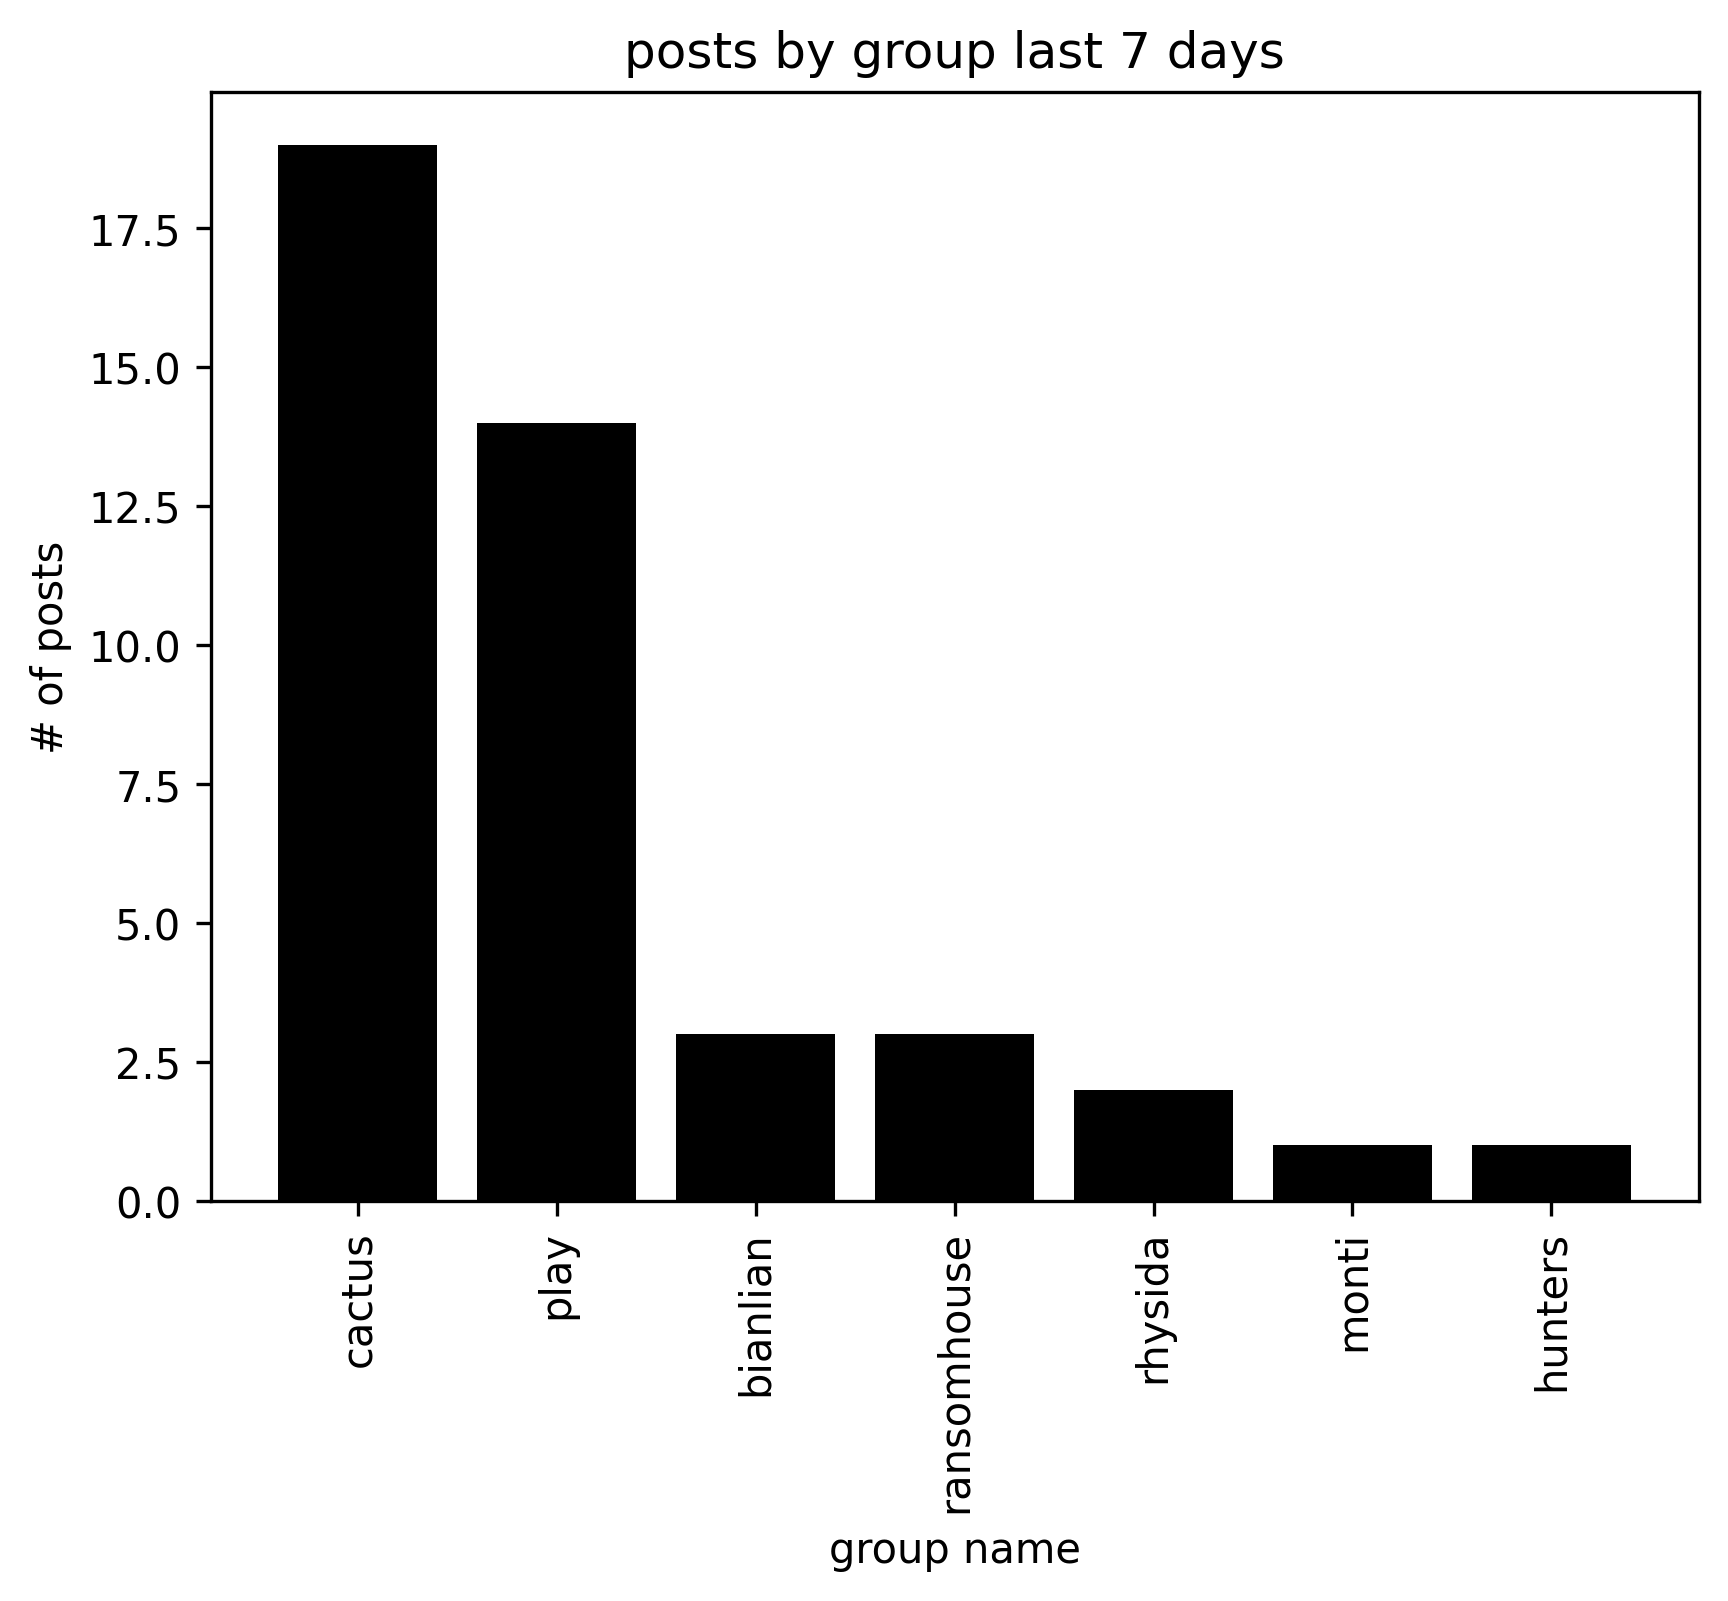 posts by group last 7 days
# of posts
17.5
15.0
12.5
10.0
7.5
5.0
2.5
0.0
cactus
play
bianlian
ransomhouse
rhysida
monti
hunters
group name